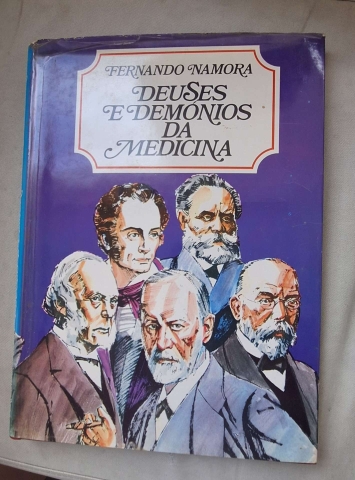 FERNANDO NAMORA
DEUSES
E DEMÓNIOS
DA
MEDICINA